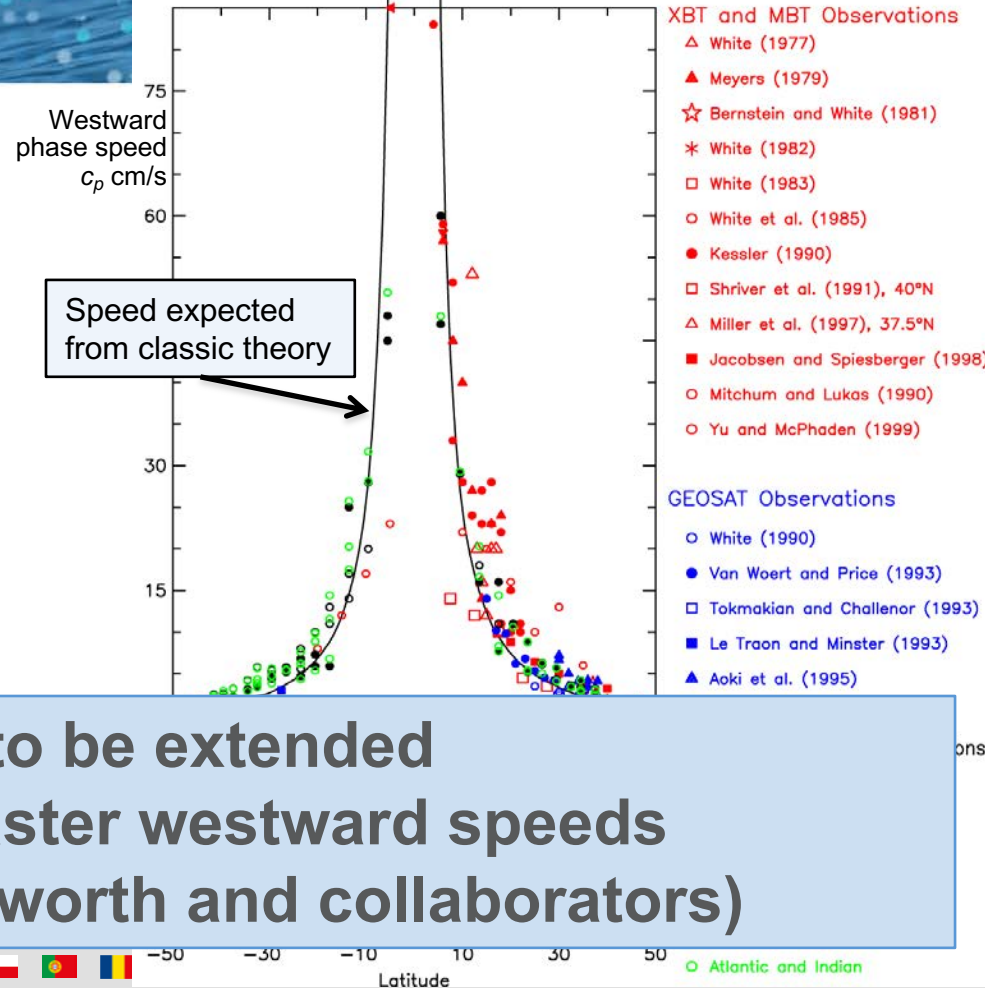 XBT and MBT Observations
White (1977)
Meyers (1979)
Bernstein and White (1981)
White (1982)
White (1983)
White et al. (1985)
Kessler (1990)
Shriver et al. (1991), 40°N
Miller et al. (1997), 37.5°N
Jacobsen and Spiesberger (1998)
Mitchum and Lukas (1990)
Yu and McPhaden (1999)
GEOSAT Observations
White (1990)
Van Woert and Price (1993)
Tokmakian and Challenor (1993)
Le Traon and Minster (1993)
Aoki et al. (1995)
Westward
phase speed
cp cm/s
75
60
30
15
Speed expected
from classic theory
to be extended
ster westward speeds
worth and collaborators)
ons
-50 -30 -10 10 30 50
Latitude
Atlantic and Indian